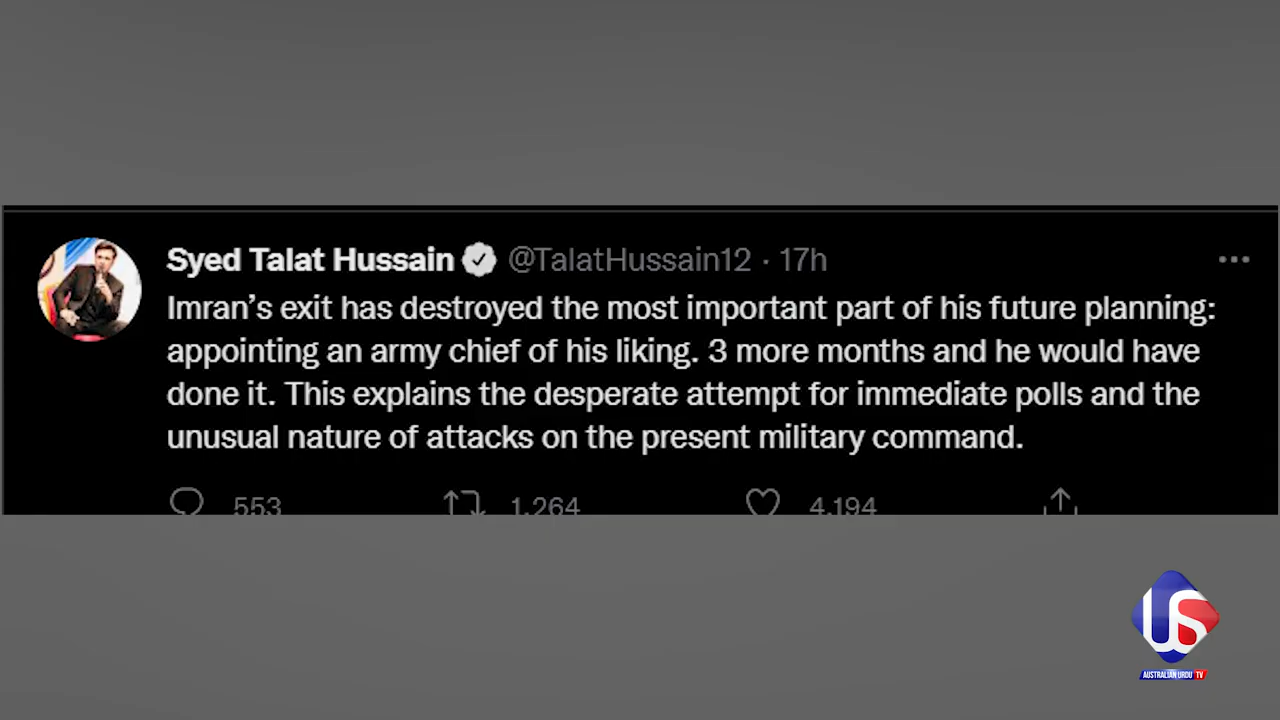 Syed Talat Hussain @TalatHussain12 · 17h
Imran’s exit has destroyed the most important part of his future planning:
appointing an army chief of his liking. 3 more months and he would have
done it. This explains the desperate attempt for immediate polls and the
unusual nature of attacks on the present military command.
553 1,264 4,194
US
AUSTRALIAN URDU TV